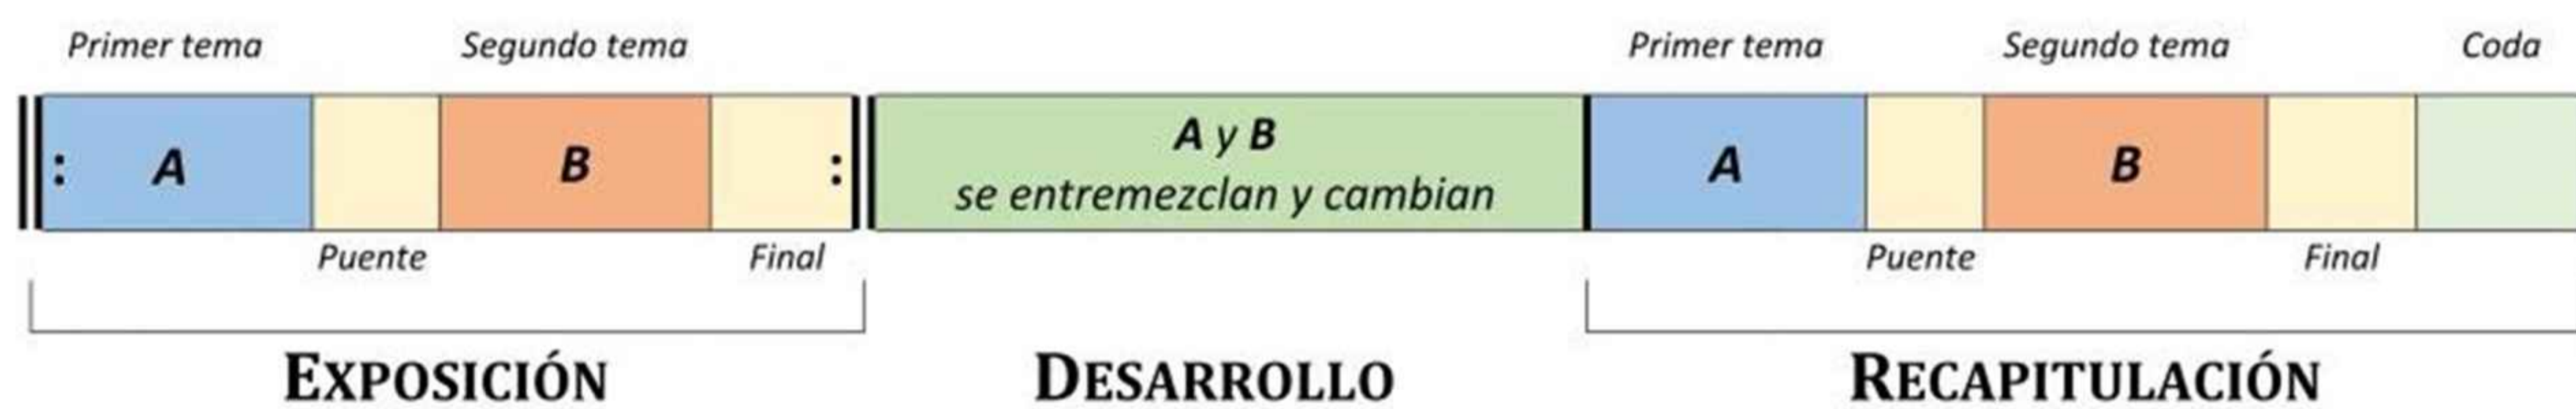 Primer tema
Segundo tema
Primer tema
Segundo tema
Coda
: A
B
:
A y B
se entremezclan y cambian
A
B
Puente
Final
Puente
Final
EXPOSICIÓN
DESARROLLO
RECAPITULACIÓN